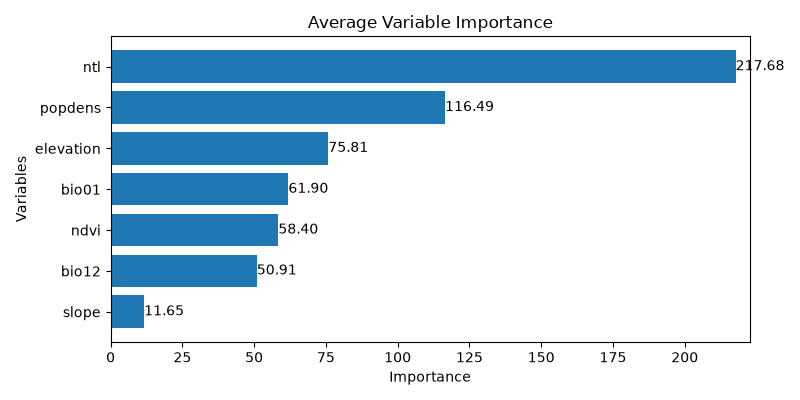 Average Variable Importance
ntl 217.68
popdens 116.49
elevation 75.81
bio01 61.90
ndvi 58.40
bio12 50.91
slope 11.65
Variables
0 25 50 75 100 125 150 175 200
Importance